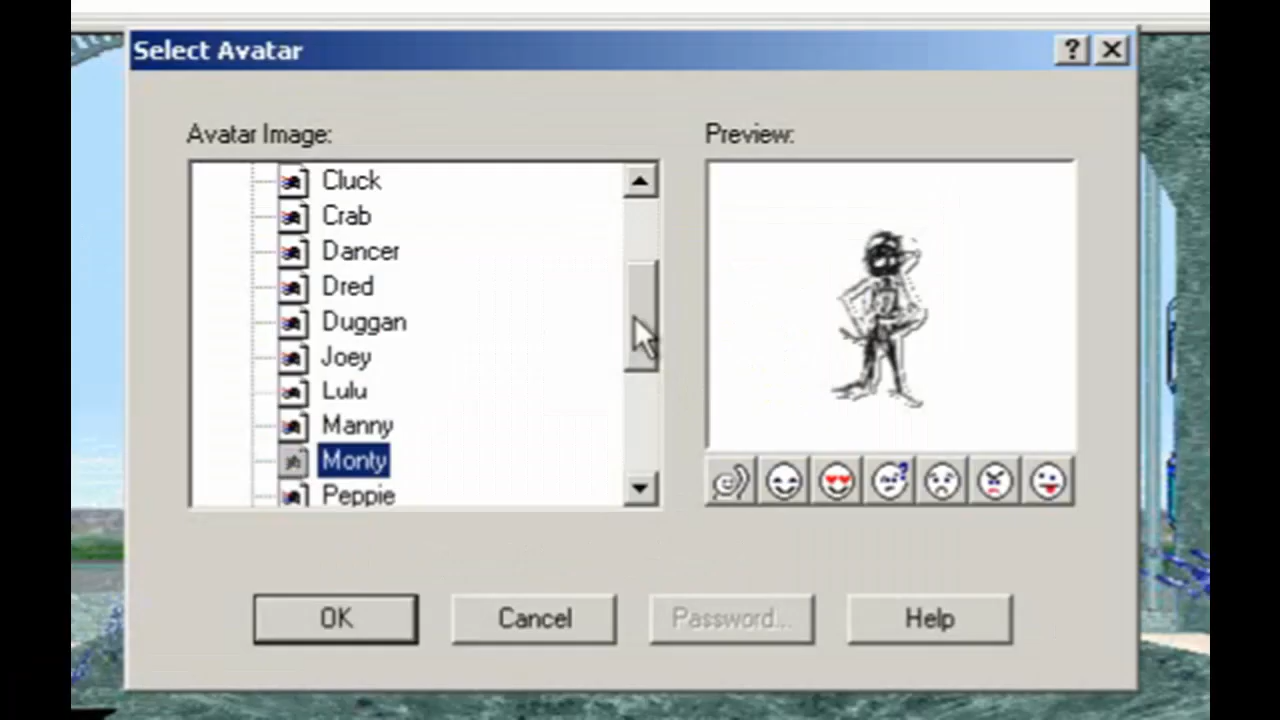 Select Avatar
Avatar Image:
Preview:
Cluck
Crab
Dancer
Dred
Duggan
Joey
Lulu
Manny
Monty
Peppie
OK
Cancel
Password...
Help